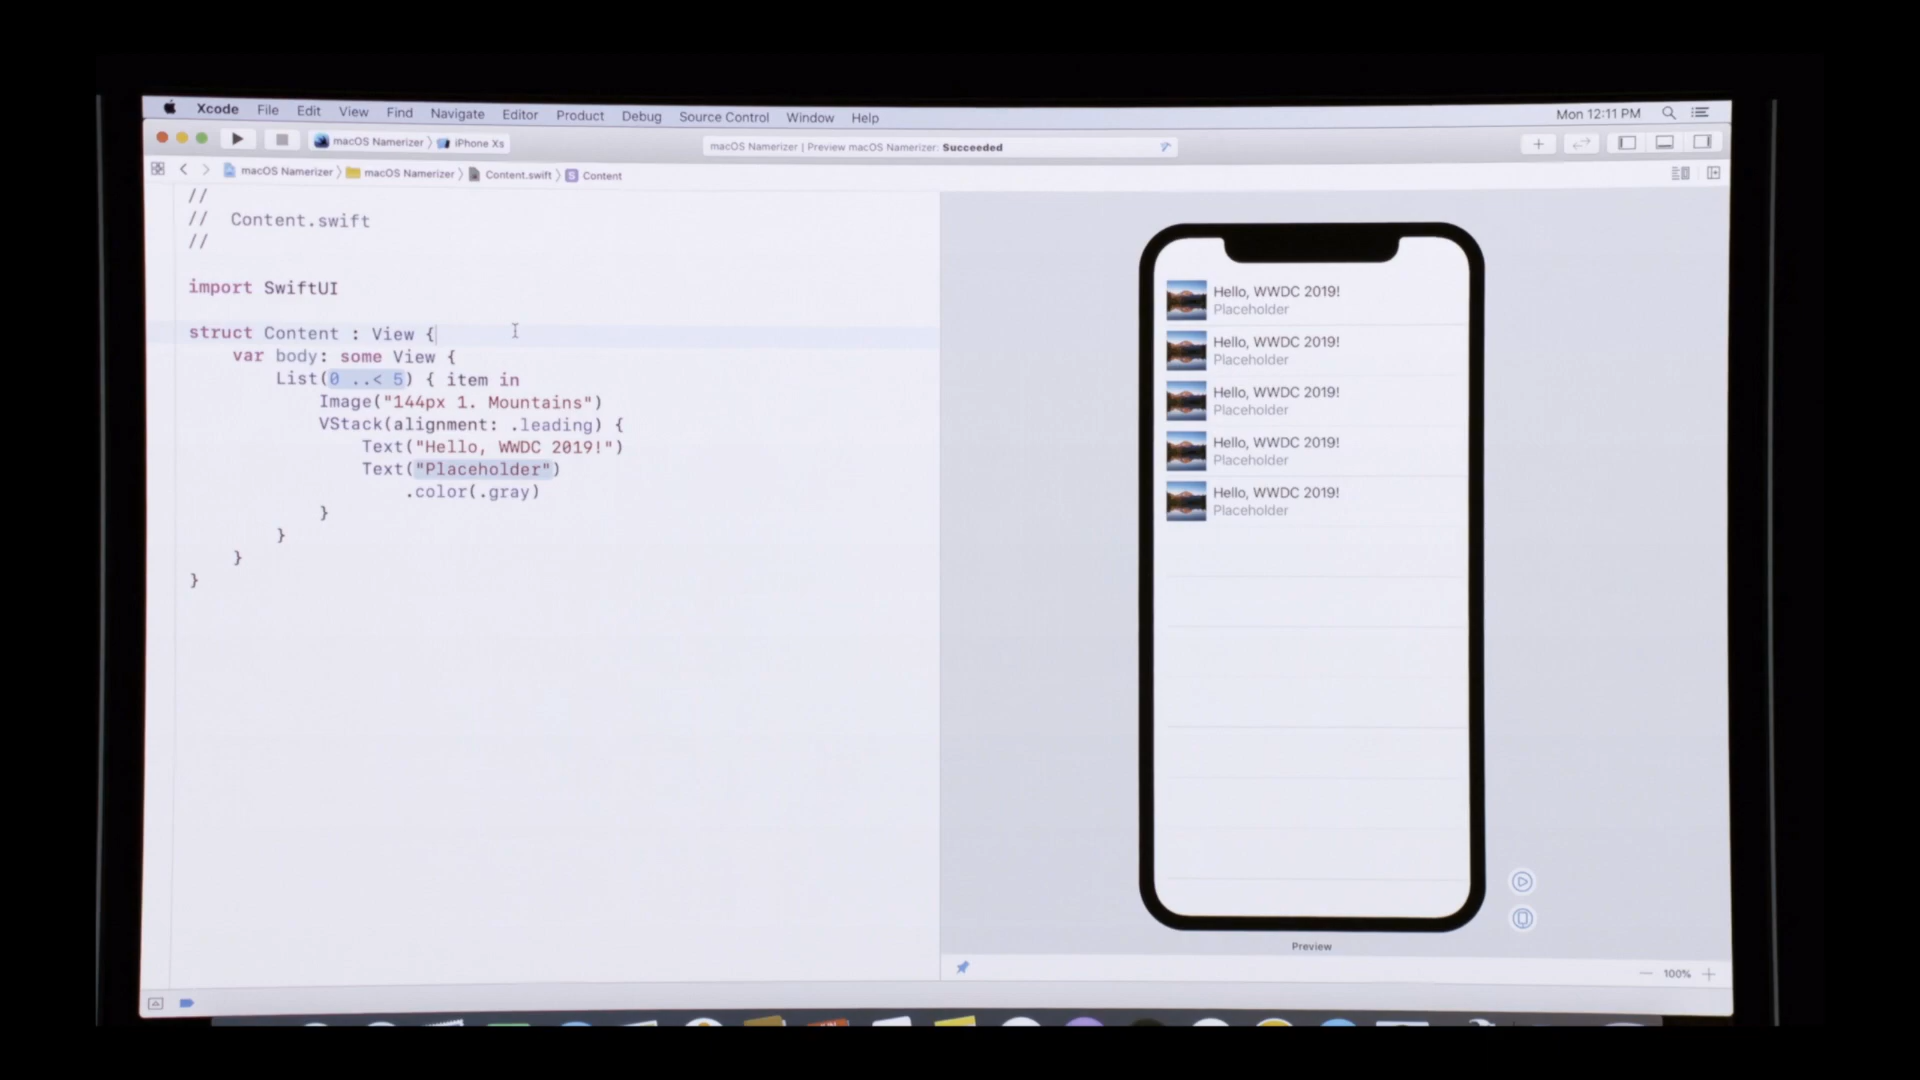 Xcode File Edit View Find Navigate Editor Product Debug Source Control Window Help Mon 12:11 PM
macOS Namerizer iPhone Xs macOS Namerizer | Preview macOS Namerizer: Succeeded
macOS Namerizer macOS Namerizer Content.swift S Content
//
// Content.swift
//
import SwiftUI
struct Content : View {
var body: some View {
List(0 ..< 5) { item in
Image("144px 1. Mountains")
VStack(alignment: .leading) {
Text("Hello, WWDC 2019!")
Text("Placeholder")
.color(.gray)
}
}
}
}
Hello, WWDC 2019!
Placeholder
Hello, WWDC 2019!
Placeholder
Hello, WWDC 2019!
Placeholder
Hello, WWDC 2019!
Placeholder
Hello, WWDC 2019!
Placeholder
Preview
100%